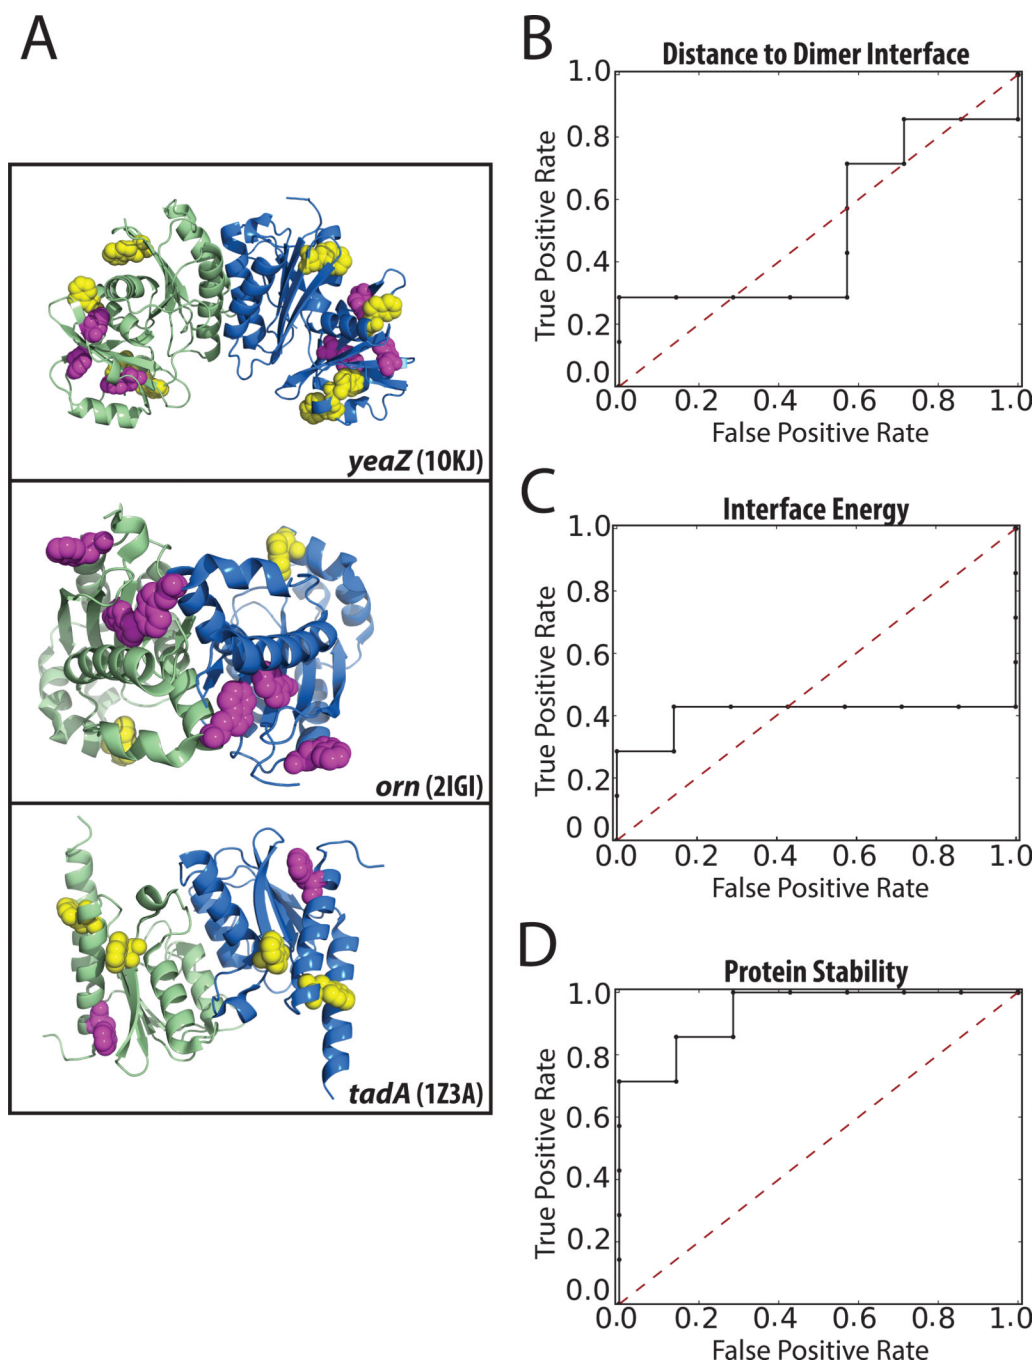 A
yeaZ (10KJ)
orn (2IGI)
tadA (1Z3A)
B
Distance to Dimer Interface
1.0
0.8
0.6
0.4
0.2
0.0
True Positive Rate
0.0 0.2 0.4 0.6 0.8 1.0
False Positive Rate
C
Interface Energy
1.0
0.8
0.6
0.4
0.2
0 0
True Positive Rate
0.0 0.2 0.4 0.6 0.8 1.0
False Positive Rate
D
Protein Stability
1.0
0.8
0.6
0.4
0.2
0.0
True Positive Rate
0.0 0.2 0.4 0.6 0.8 1.0
False Positive Rate